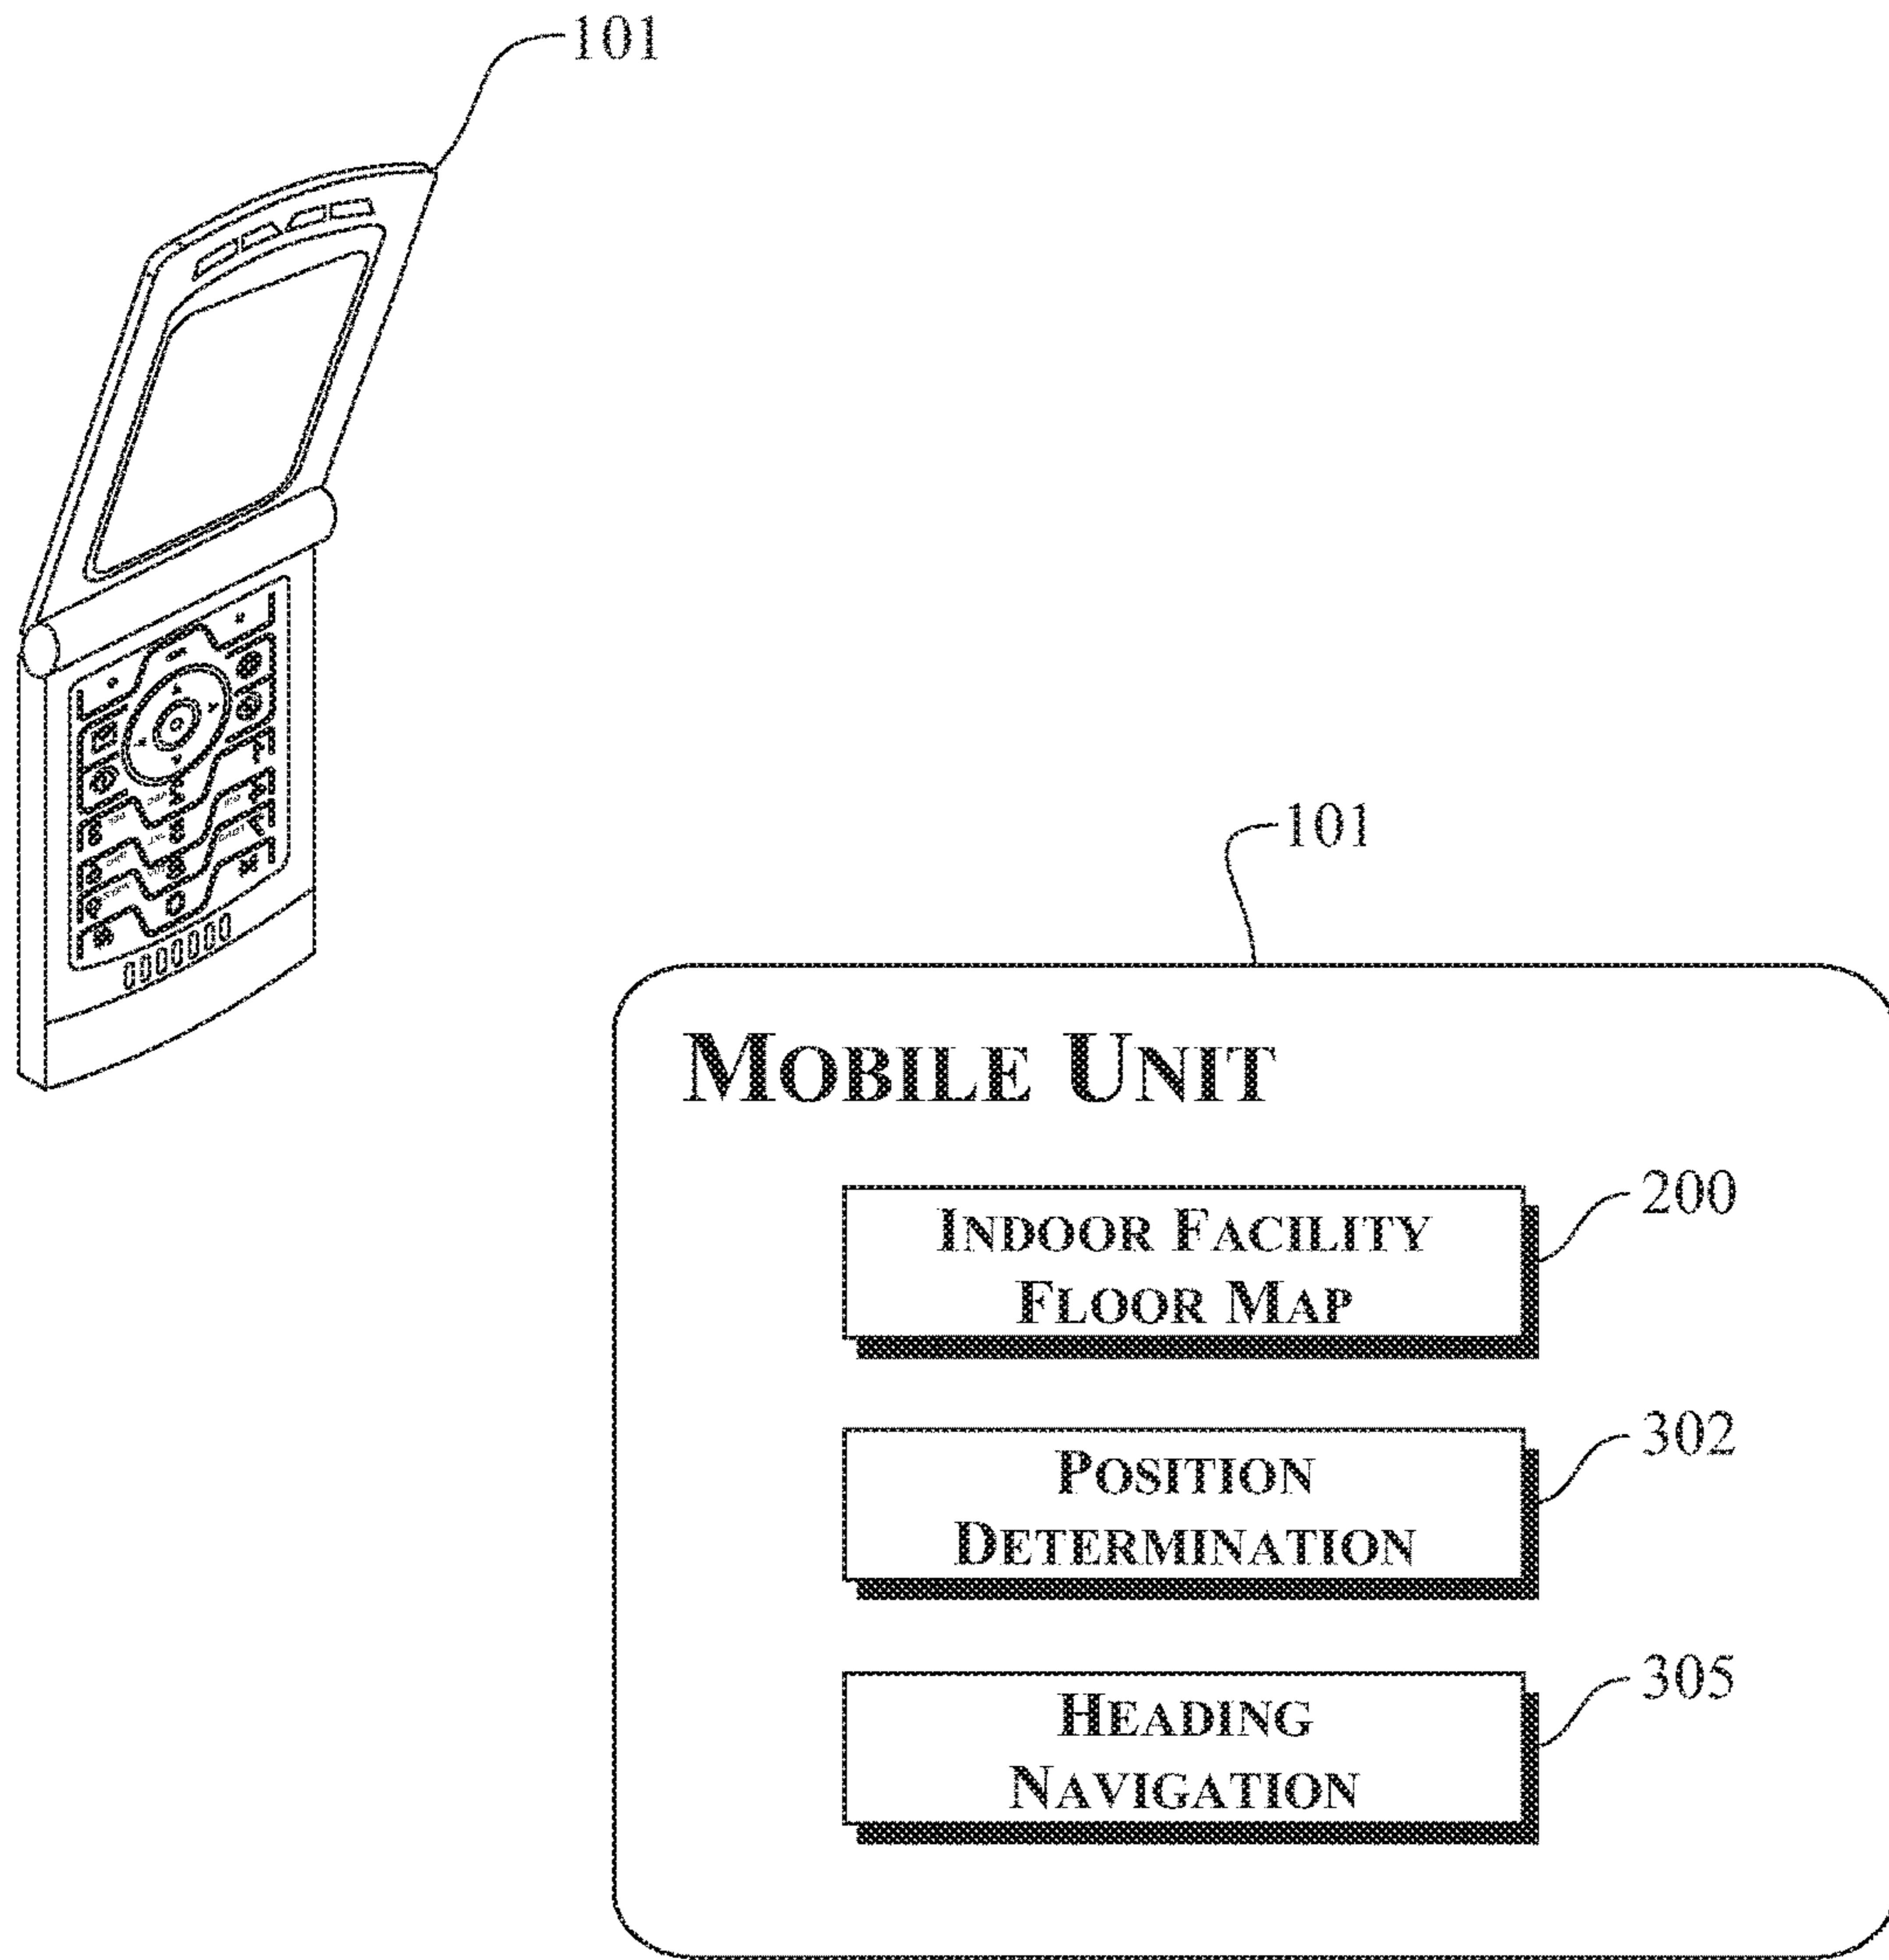 101
101
MOBILE UNIT
INDOOR FACILITY
FLOOR MAP
200
POSITION
DETERMINATION
302
HEADING
NAVIGATION
305